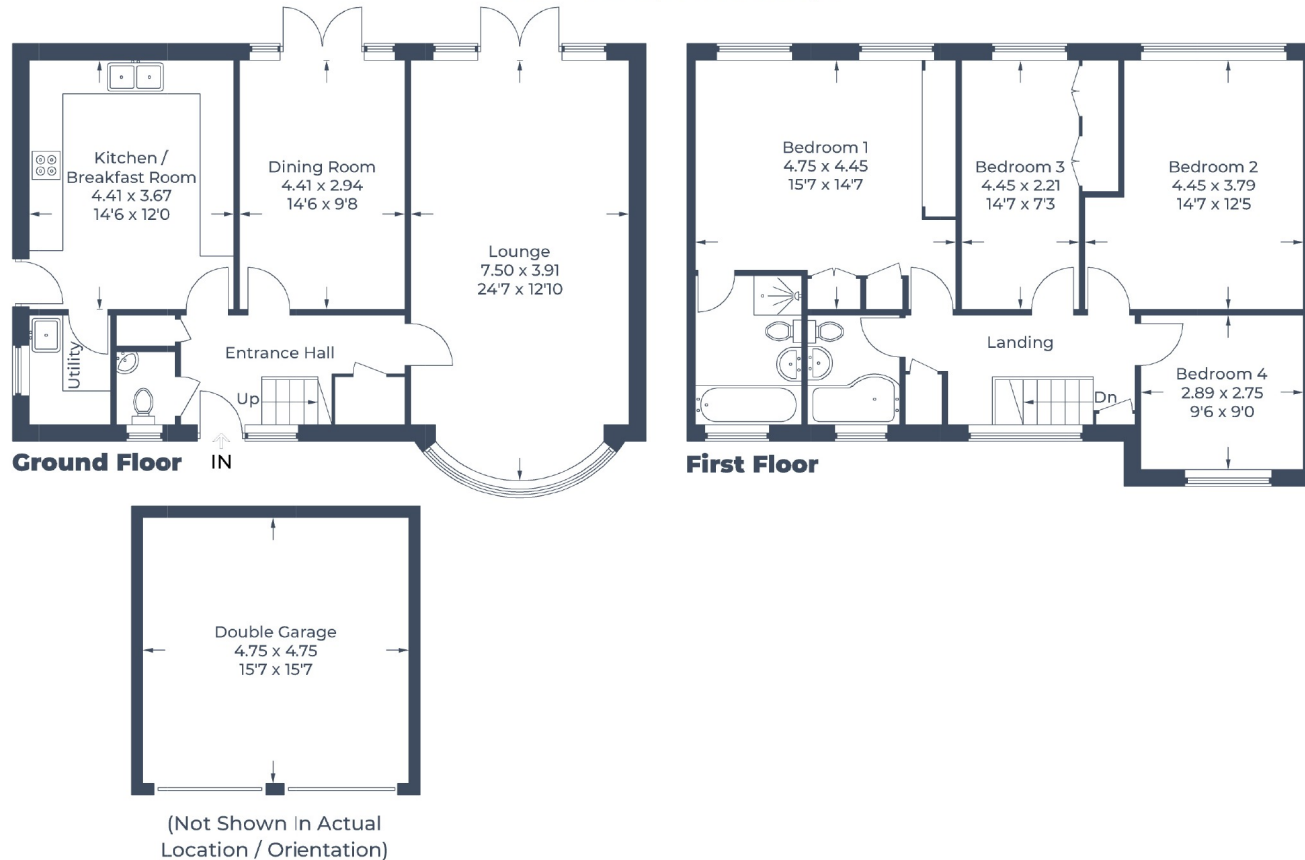 Kitchen /
Breakfast Room
4.41 x 3.67
14'6 x 12'0
Dining Room
4.41 x 2.94
14'6 x 9'8
Lounge
7.50 x 3.91
24'7 x 12'10
Utility
Entrance Hall
Up
IN
Ground Floor
Bedroom 1
4.75 x 4.45
15'7 x 14'7
Bedroom 3
4.45 x 2.21
14'7 x 7'3
Bedroom 2
4.45 x 3.79
14'7 x 12'5
Landing
Dn
Bedroom 4
2.89 x 2.75
9'6 x 9'0
First Floor
Double Garage
4.75 x 4.75
15'7 x 15'7
(Not Shown In Actual
Location / Orientation)